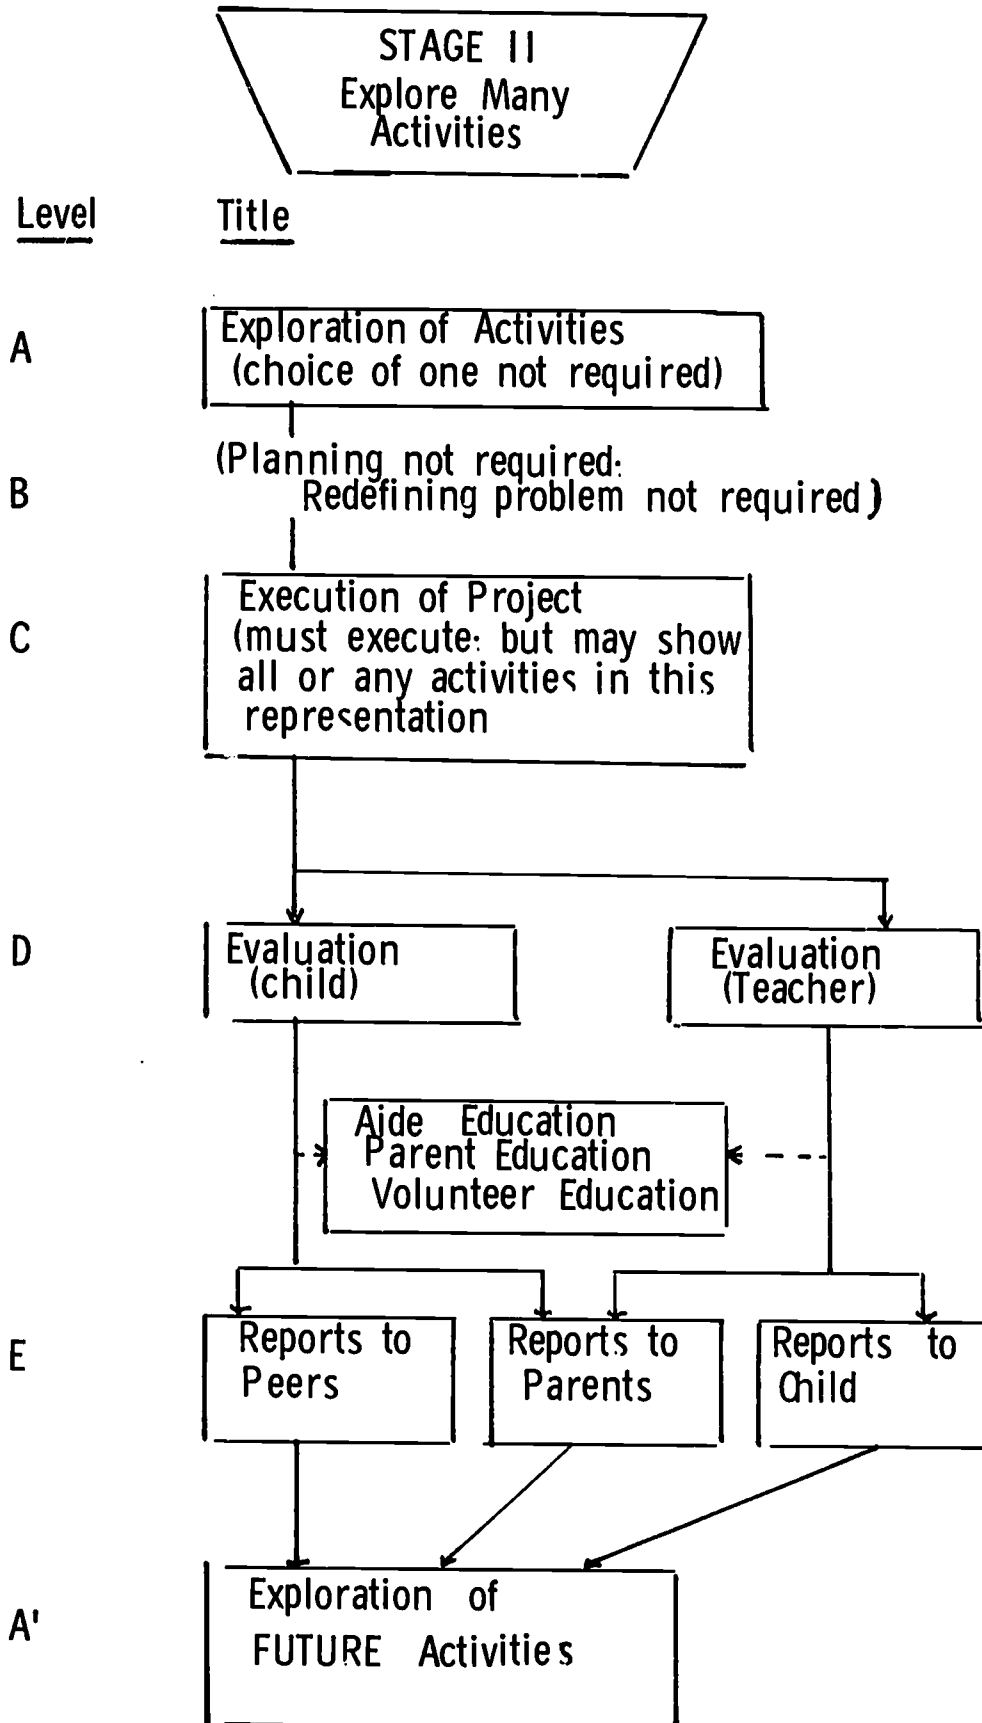 STAGE II
Explore Many
Activities
Level Title
A
Exploration of Activities
(choice of one not required)
B
(Planning not required:
Redefining problem not required)
C
Execution of Project
(must execute: but may show
all or any activities in this
representation
D
Evaluation
(child)
Evaluation
(Teacher)
Aide Education
Parent Education
Volunteer Education
E
Reports to
Peers
Reports to
Parents
Reports to
Child
A'
Exploration of
FUTURE Activities